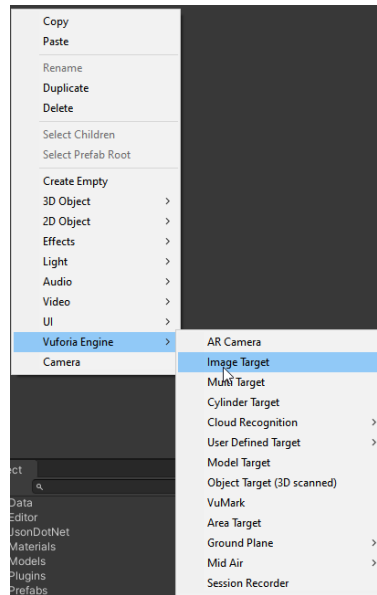 Copy
Paste
Rename
Duplicate
Delete
Select Children
Select Prefab Root
Create Empty
3D Object
2D Object
Effects
Light
Audio
Video
UI
Vuforia Engine
Camera
AR Camera
Image Target
Multi Target
Cylinder Target
Cloud Recognition
User Defined Target
Model Target
Object Target (3D scanned)
VuMark
Area Target
Ground Plane
Mid Air
Session Recorder
ect
Data
Editor
JsonDotNet
Materials
Models
Plugins
Prefabs